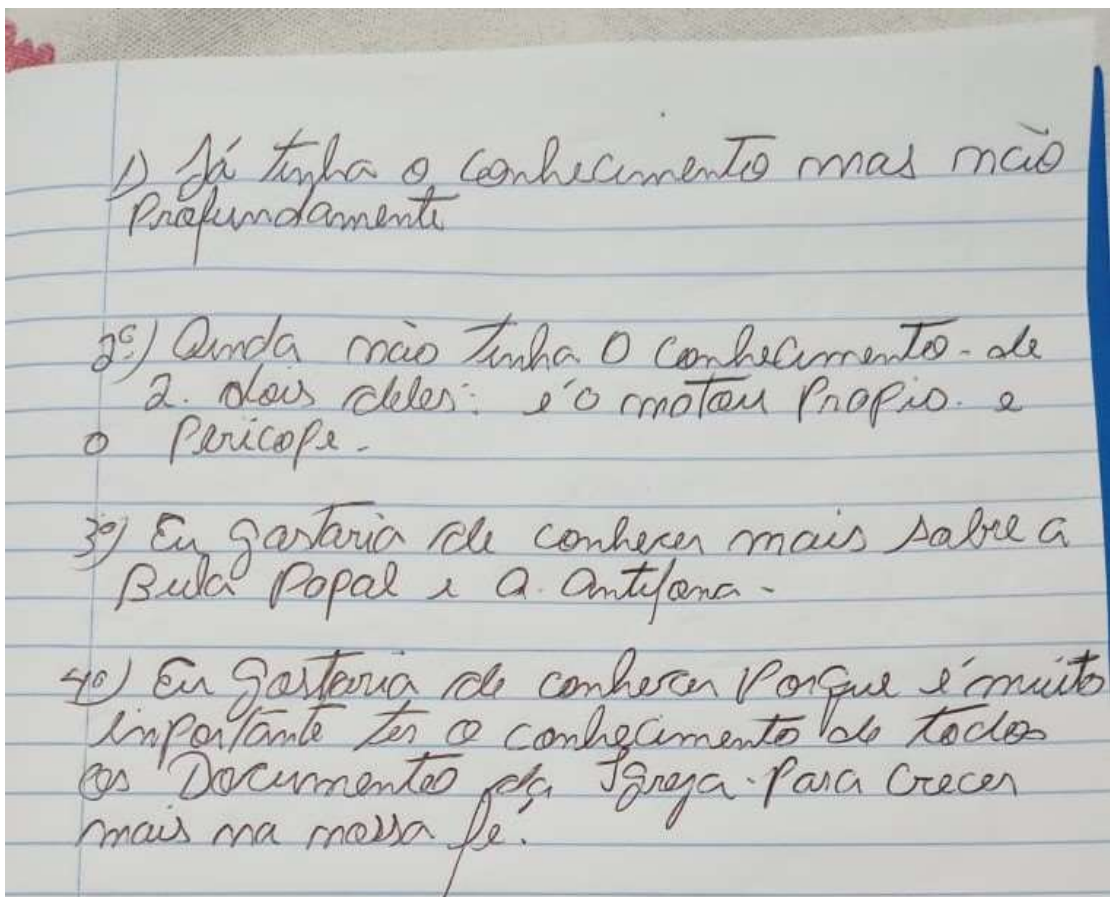 1) Já tinha o conhecimento mas não
Profundamente
2º) Ainda não tinha o conhecimento - de
2. dois deles: é o motou Propio. e
o Pericope -
3º) Eu gostaria de conhecer mais sobre a
Bula Popal e a. antifona -
4º) Eu gostaria de conhecer Porque é muito
importante ter o conhecimento de todos
os Documentos da Igreja. Para crecer
mais na nossa fé.